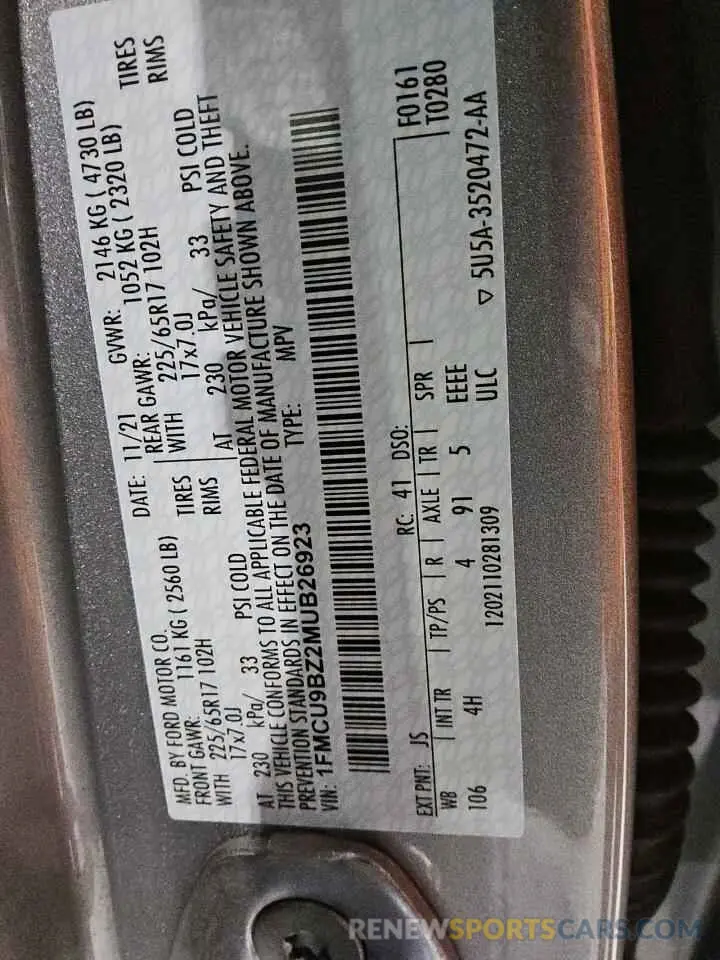 MFD. BY FORD MOTOR CO.
DATE: 11/21 GVWR: 2146 KG ( 4730 LB)
FRONT GAWR: 1161 KG ( 2560 LB)
REAR GAWR: 1052 KG ( 2320 LB)
WITH 225/65R17 102H TIRES
WITH 225/65R17 102H TIRES
17x7.0J RIMS
17x7.0J RIMS
AT 230 kPa/ 33 PSI COLD
AT 230 kPa/ 33 PSI COLD
THIS VEHICLE CONFORMS TO ALL APPLICABLE FEDERAL MOTOR VEHICLE SAFETY AND THEFT
PREVENTION STANDARDS IN EFFECT ON THE DATE OF MANUFACTURE SHOWN ABOVE.
VIN: 1FMCU9BZ2MUB26923 TYPE: MPV
F0161
T0280
EXT PNT: JS RC: 41 DSO:
WB INT TR TP/PS R AXLE TR SPR
106 4H 4 91 5 EEEE
1202110281309 ULC
▽ 5U5A-3520472-AA
RENEWSPORTSCARS.COM